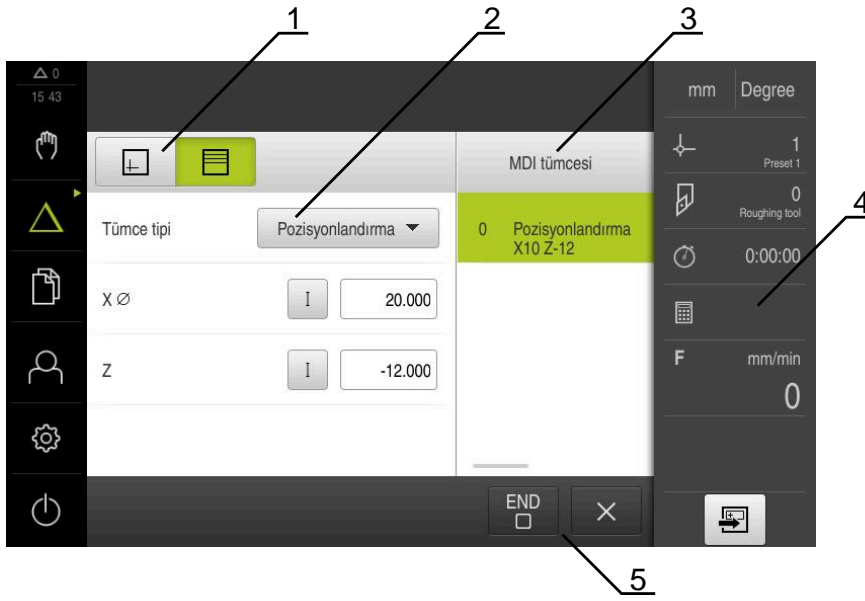 1
2
3
0
15 43
mm
Degree
MDI tümcesi
1
Preset 1
Tümce tipi
Pozisyonlandırma
0 Pozisyonlandırma
X10 Z-12
0
Roughing tool
4
0:00:00
X Ø
I
20.000
Z
I
-12.000
F
mm/min
0
END
5